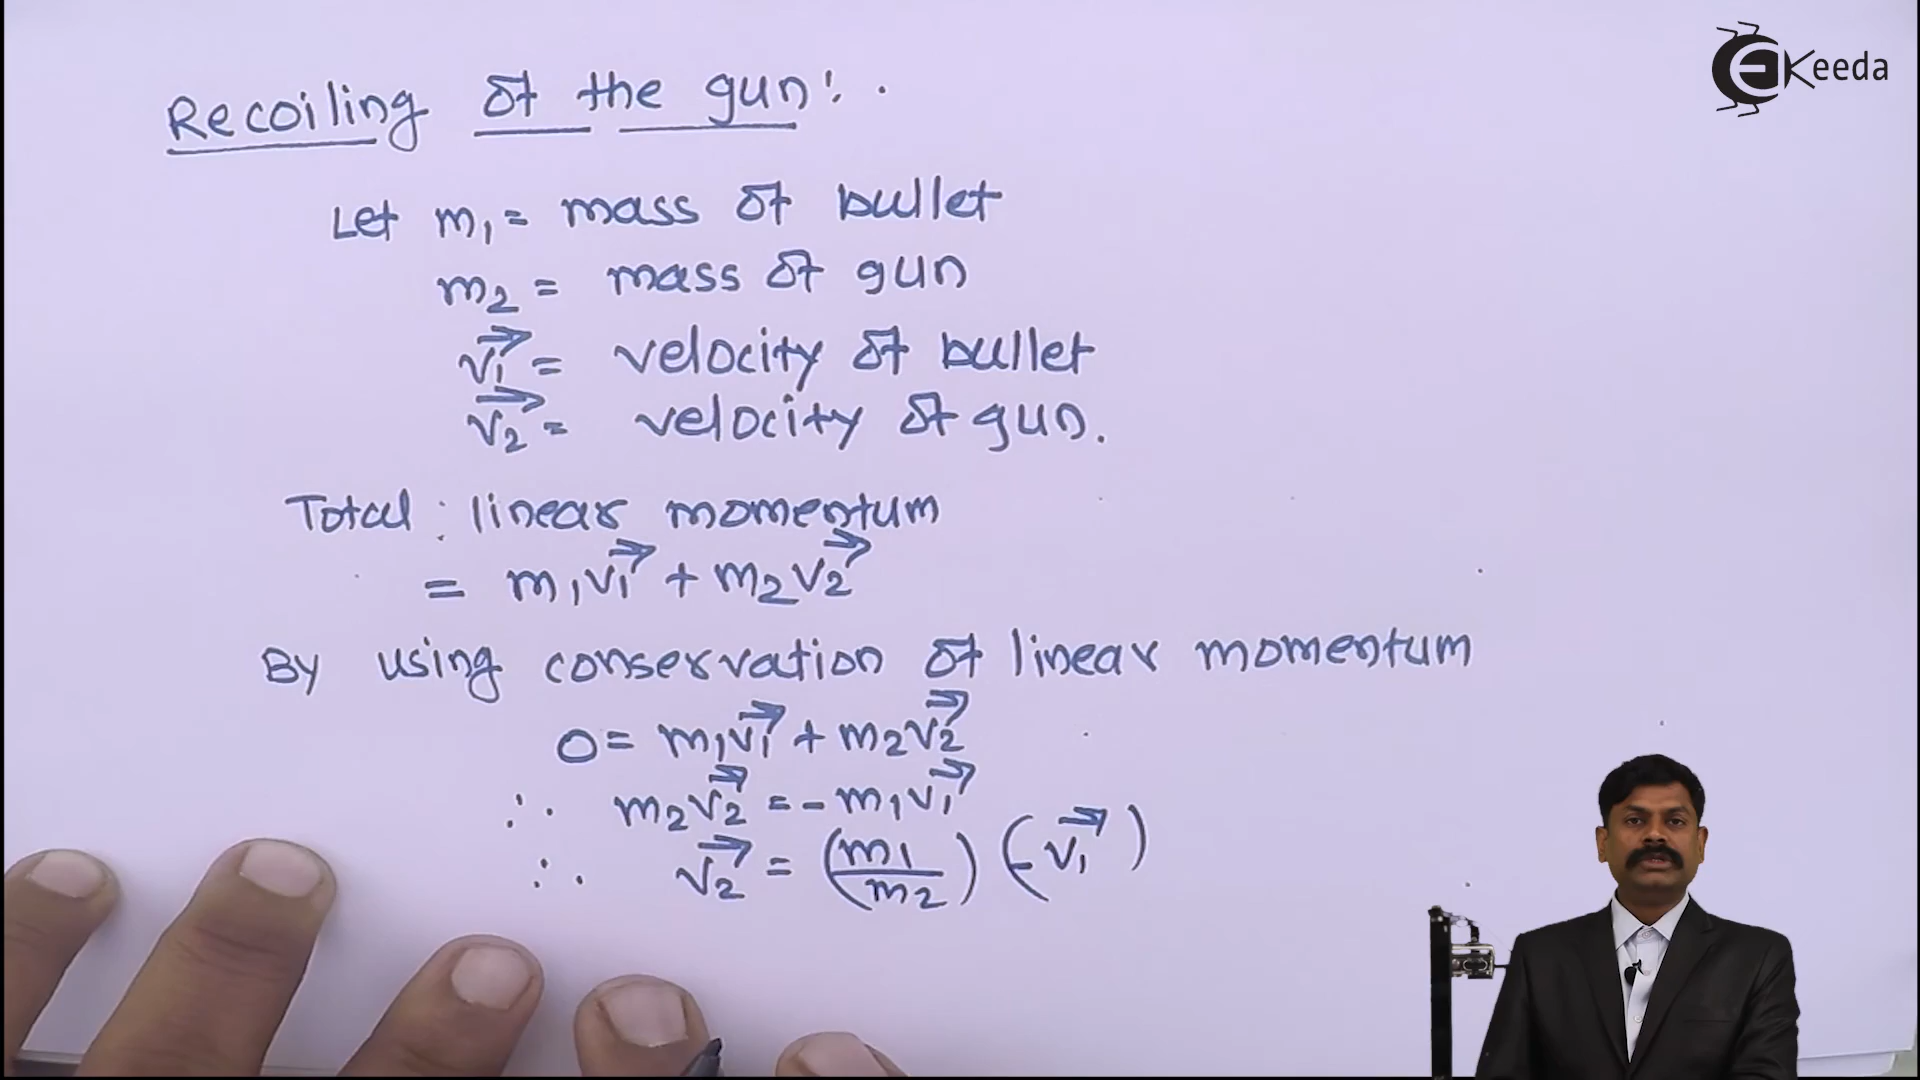 EKeeda
Recoiling of the gun:.
Let m₁ = mass of bullet
m₂ = mass of gun
v₁⃗ = velocity of bullet
v₂⃗ = velocity of gun.
Total linear momentum
= m₁v₁⃗ + m₂v₂⃗
By using conservation of linear momentum
0 = m₁v₁⃗ + m₂v₂⃗
∴ m₂v₂⃗ = - m₁v₁⃗
∴ v₂⃗ = (m₁/m₂) (-v₁⃗)